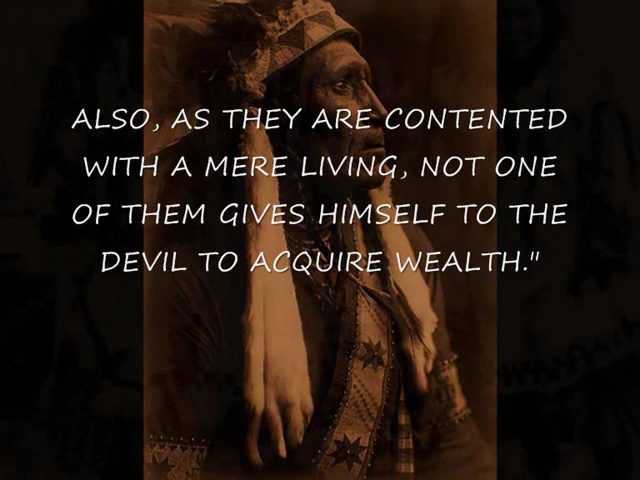 ALSO, AS THEY ARE CONTENTED
WITH A MERE LIVING, NOT ONE
OF THEM GIVES HIMSELF TO THE
DEVIL TO ACQUIRE WEALTH."